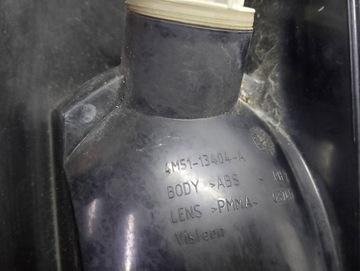 4M51-13404-A
BODY >ABS
LENS >PMMA-
Visteon